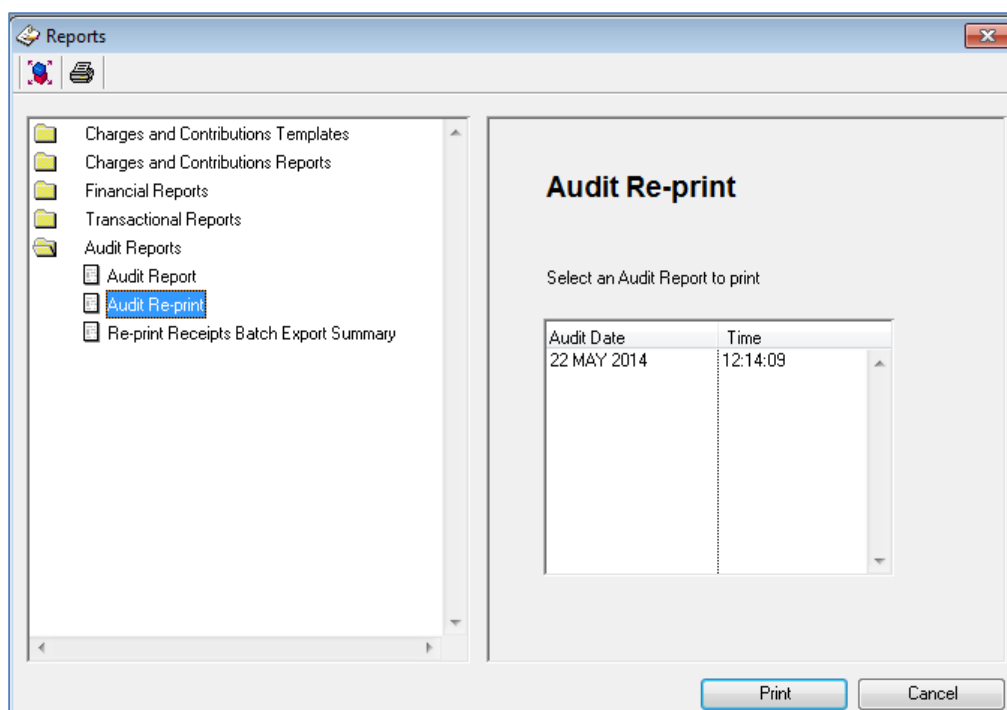 Reports
Charges and Contributions Templates
Charges and Contributions Reports
Financial Reports
Transactional Reports
Audit Reports
Audit Report
Audit Re-print
Re-print Receipts Batch Export Summary
Audit Re-print
Select an Audit Report to print
Audit Date Time
22 MAY 2014 12:14:09
Print Cancel